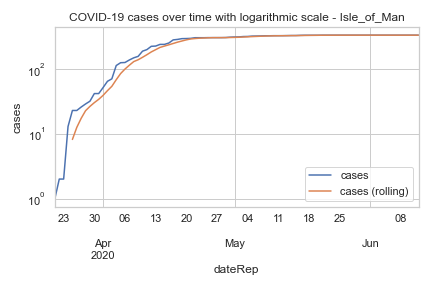 COVID-19 cases over time with logarithmic scale - Isle_of_Man
cases
10²
10¹
10⁰
cases
cases (rolling)
23 30 06 13 20 27 04 11 18 25 08
Apr May Jun
2020
dateRep